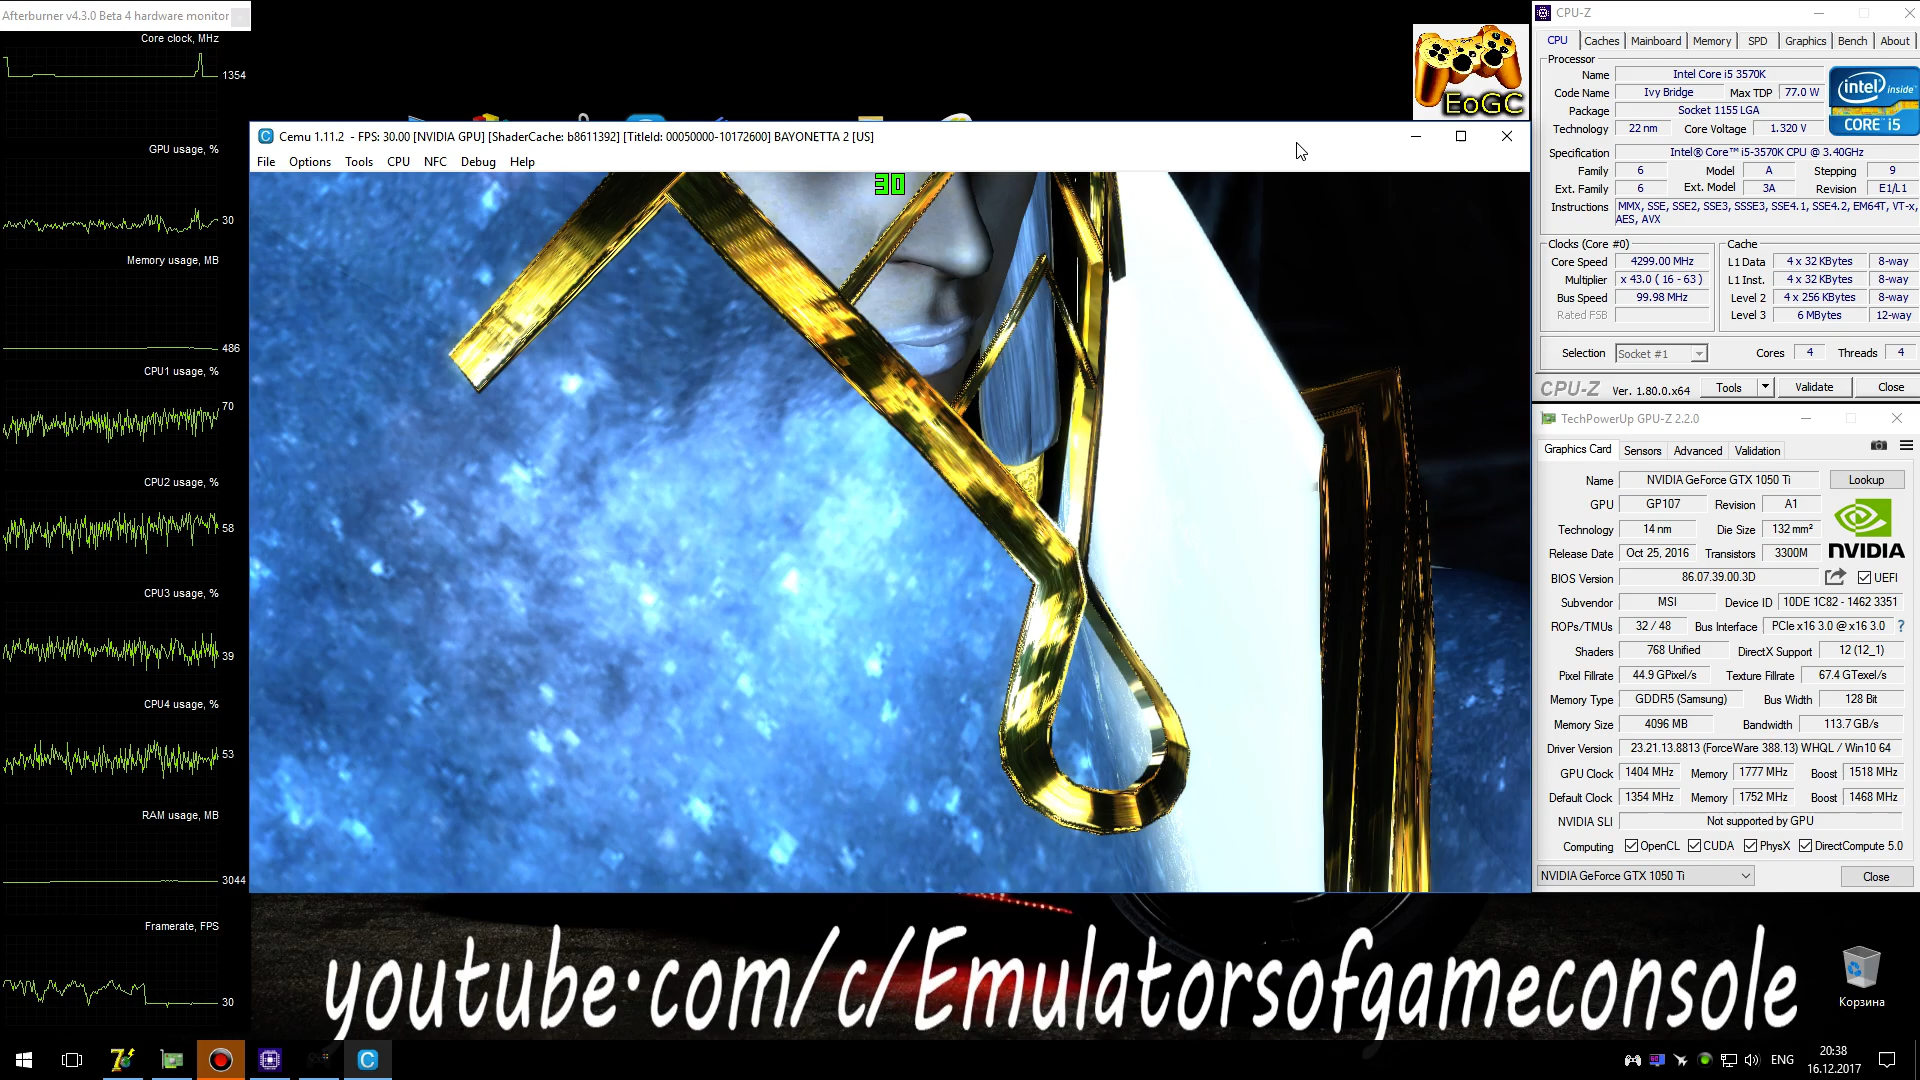 Afterburner v4.3.0 Beta 4 hardware monitor
Core clock, MHz
1354
GPU usage, %
30
Memory usage, MB
486
CPU1 usage, %
70
CPU2 usage, %
58
CPU3 usage, %
39
CPU4 usage, %
53
RAM usage, MB
3044
Framerate, FPS
30
EoGC
Cemu 1.11.2 - FPS: 30.00 [NVIDIA GPU] [ShaderCache: b8611392] [TitleId: 00050000-10172600] BAYONETTA 2 [US]
File Options Tools CPU NFC Debug Help
30
CPU-Z
CPU Caches Mainboard Memory SPD Graphics Bench About
Processor
Name Intel Core i5 3570K
Code Name Ivy Bridge Max TDP 77.0 W
Package Socket 1155 LGA
Technology 22 nm Core Voltage 1.320 V
intel inside™
CORE i5
Specification Intel® Core™ i5-3570K CPU @ 3.40GHz
Family 6 Model A Stepping 9
Ext. Family 6 Ext. Model 3A Revision E1/L1
Instructions MMX, SSE, SSE2, SSE3, SSSE3, SSE4.1, SSE4.2, EM64T, VT-x,
AES, AVX
Clocks (Core #0)
Core Speed 4299.00 MHz
Multiplier x 43.0 ( 16 - 63 )
Bus Speed 99.98 MHz
Rated FSB
Cache
L1 Data 4 x 32 KBytes 8-way
L1 Inst. 4 x 32 KBytes 8-way
Level 2 4 x 256 KBytes 8-way
Level 3 6 MBytes 12-way
Selection Socket #1 Cores 4 Threads 4
CPU-Z Ver. 1.80.0.x64 Tools Validate Close
TechPowerUp GPU-Z 2.2.0
Graphics Card Sensors Advanced Validation
Name NVIDIA GeForce GTX 1050 Ti Lookup
GPU GP107 Revision A1
Technology 14 nm Die Size 132 mm²
Release Date Oct 25, 2016 Transistors 3300M
NVIDIA
BIOS Version 86.07.39.00.3D UEFI
Subvendor MSI Device ID 10DE 1C82 - 1462 3351
ROPs/TMUs 32 / 48 Bus Interface PCIe x16 3.0 @ x16 3.0 ?
Shaders 768 Unified DirectX Support 12 (12_1)
Pixel Fillrate 44.9 GPixel/s Texture Fillrate 67.4 GTexel/s
Memory Type GDDR5 (Samsung) Bus Width 128 Bit
Memory Size 4096 MB Bandwidth 113.7 GB/s
Driver Version 23.21.13.8813 (ForceWare 388.13) WHQL / Win10 64
GPU Clock 1404 MHz Memory 1777 MHz Boost 1518 MHz
Default Clock 1354 MHz Memory 1752 MHz Boost 1468 MHz
NVIDIA SLI Not supported by GPU
Computing OpenCL CUDA PhysX DirectCompute 5.0
NVIDIA GeForce GTX 1050 Ti Close
youtube.com/c/Emulatorsofgameconsole
Корзина
ENG
20:38
16.12.2017